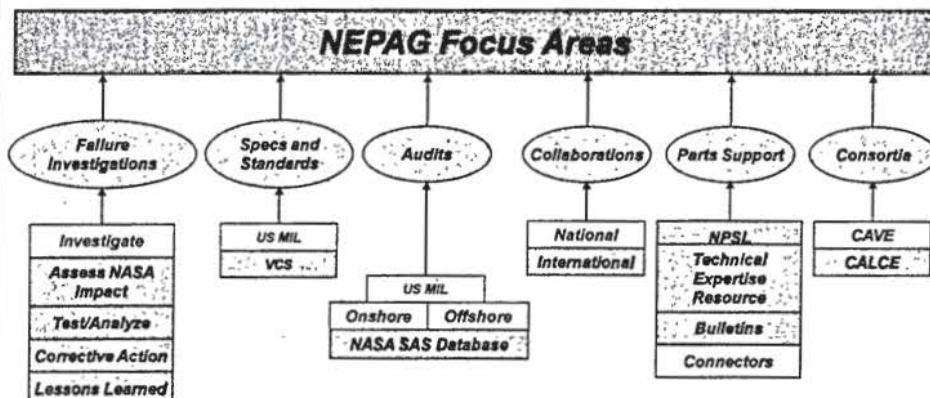 NEPAG Focus Areas
Failure
Investigations
Specs and
Standards
Audits
Collaborations
Parts Support
Consortia
Investigate
Assess NASA
Impact
Test/Analyze
Corrective Action
Lessons Learned
US MIL
VCS
US MIL
Onshore Offshore
NASA SAS Database
National
International
NPSL
Technical
Expertise
Resource
Bulletins
Connectors
CAVE
CALCE